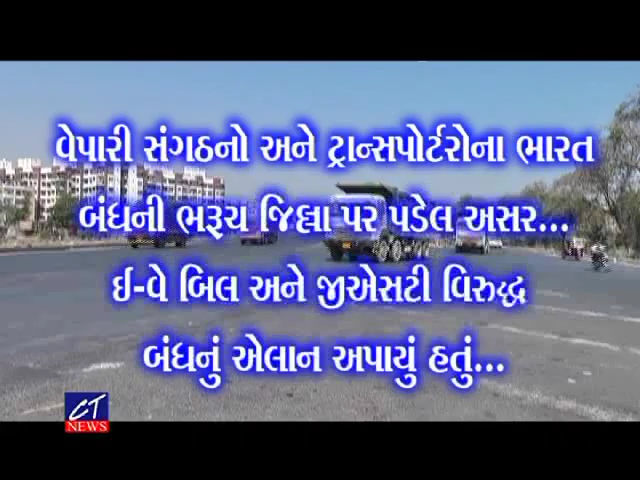 વેપારી સંગઠનો અને ટ્રાન્સપોર્ટરોના ભારત
બંધની ભરૂચ જિલ્લા પર પડેલ અસર...
ઈ-વે બિલ અને જીએસટી વિરુદ્ધ
બંધનું એલાન અપાયું હતું...
CT
NEWS